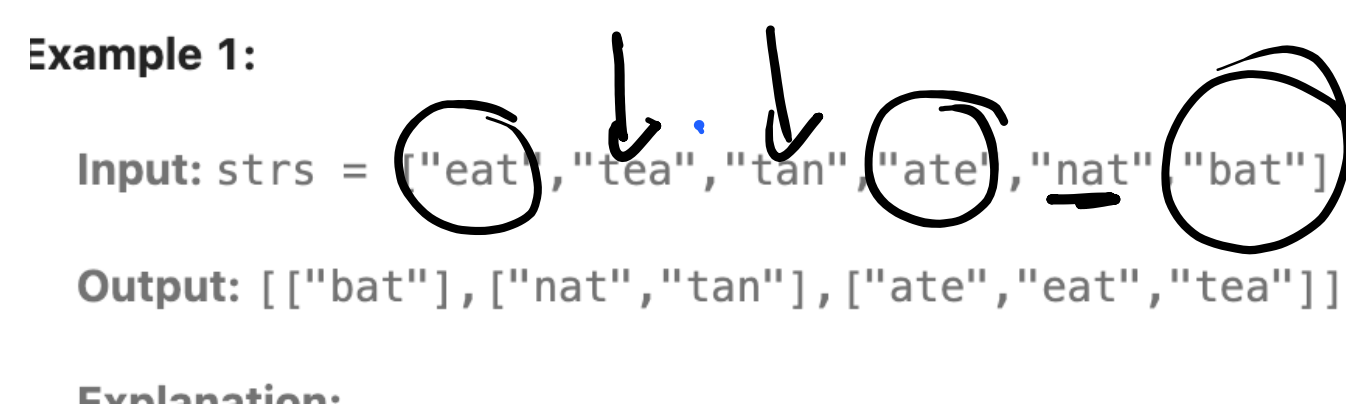 Example 1:
Input: strs = ["eat","tea","tan","ate","nat","bat"]
Output: [["bat"],["nat","tan"],["ate","eat","tea"]]
Explanation: